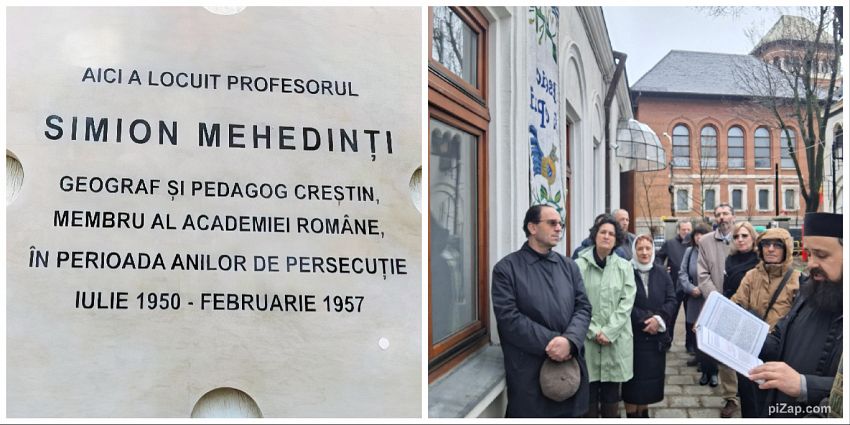 AICI A LOCUIT PROFESORUL
SIMION MEHEDINȚI
GEOGRAF ȘI PEDAGOG CREȘTIN,
MEMBRU AL ACADEMIEI ROMÂNE,
ÎN PERIOADA ANILOR DE PERSECUȚIE
IULIE 1950 - FEBRUARIE 1957
piZap.com